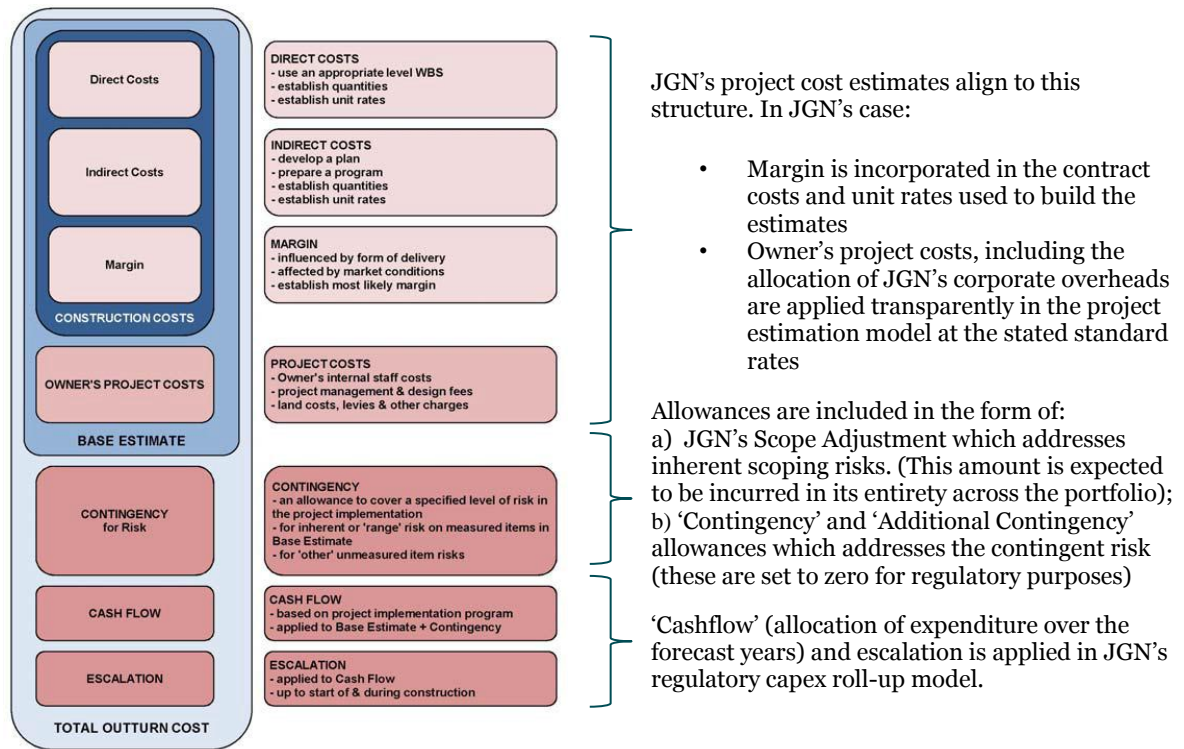 Direct Costs
Indirect Costs
Margin
CONSTRUCTION COSTS
OWNER'S PROJECT COSTS
BASE ESTIMATE
CONTINGENCY
for Risk
CASH FLOW
ESCALATION
TOTAL OUTTURN COST
DIRECT COSTS
- use an appropriate level WBS
- establish quantities
- establish unit rates
INDIRECT COSTS
- develop a plan
- prepare a program
- establish quantities
- establish unit rates
MARGIN
- influenced by form of delivery
- affected by market conditions
- establish most likely margin
PROJECT COSTS
- Owner's internal staff costs
- project management & design fees
- land costs, levies & other charges
CONTINGENCY
- an allowance to cover a specified level of risk in
the project implementation
- for inherent or 'range' risk on measured items in
Base Estimate
- for 'other' unmeasured item risks
CASH FLOW
- based on project implementation program
- applied to Base Estimate + Contingency
ESCALATION
- applied to Cash Flow
- up to start of & during construction
JGN’s project cost estimates align to this
structure. In JGN’s case:
• Margin is incorporated in the contract
costs and unit rates used to build the
estimates
• Owner’s project costs, including the
allocation of JGN’s corporate overheads
are applied transparently in the project
estimation model at the stated standard
rates
Allowances are included in the form of:
a) JGN’s Scope Adjustment which addresses
inherent scoping risks. (This amount is expected
to be incurred in its entirety across the portfolio);
b) ‘Contingency’ and ‘Additional Contingency’
allowances which addresses the contingent risk
(these are set to zero for regulatory purposes)
‘Cashflow’ (allocation of expenditure over the
forecast years) and escalation is applied in JGN’s
regulatory capex roll-up model.